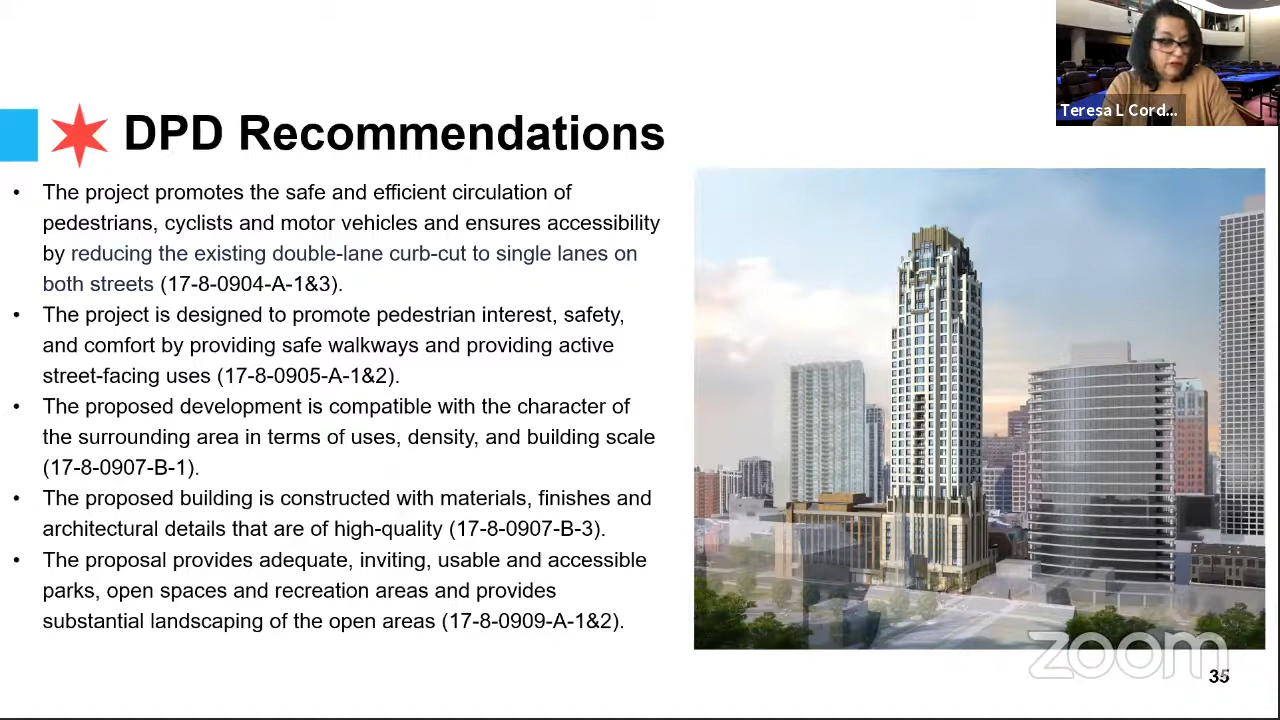 Teresa L Cord...
DPD Recommendations
• The project promotes the safe and efficient circulation of
pedestrians, cyclists and motor vehicles and ensures accessibility
by reducing the existing double-lane curb-cut to single lanes on
both streets (17-8-0904-A-1&3).
• The project is designed to promote pedestrian interest, safety,
and comfort by providing safe walkways and providing active
street-facing uses (17-8-0905-A-1&2).
• The proposed development is compatible with the character of
the surrounding area in terms of uses, density, and building scale
(17-8-0907-B-1).
• The proposed building is constructed with materials, finishes and
architectural details that are of high-quality (17-8-0907-B-3).
• The proposal provides adequate, inviting, usable and accessible
parks, open spaces and recreation areas and provides
substantial landscaping of the open areas (17-8-0909-A-1&2).
zoom
35